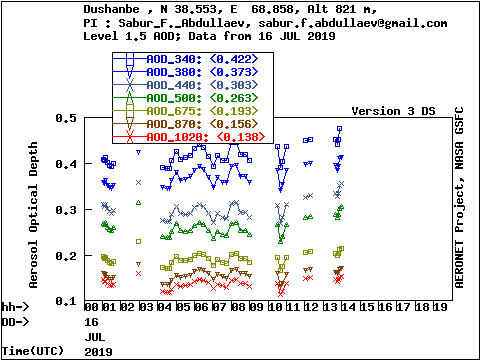 Dushanbe , N 38.553, E  68.858, Alt 821 m,
PI : Sabur_F._Abdullaev, sabur.f.abdullaev@gmail.com
Level 1.5 AOD; Data from 16 JUL 2019
AOD_340: <0.422>
AOD_380: <0.373>
AOD_440: <0.303>
AOD_500: <0.263>
AOD_675: <0.193>
AOD_870: <0.156>
AOD_1020: <0.138>
Version 3 DS
0.5
0.4
0.3
0.2
0.1
Aerosol Optical Depth
AERONET Project, NASA GSFC
hh-> 00 01 02 03 04 05 06 07 08 09 10 11 12 13 14 15 16 17 18 19
DD-> 16
JUL
Time(UTC) 2019